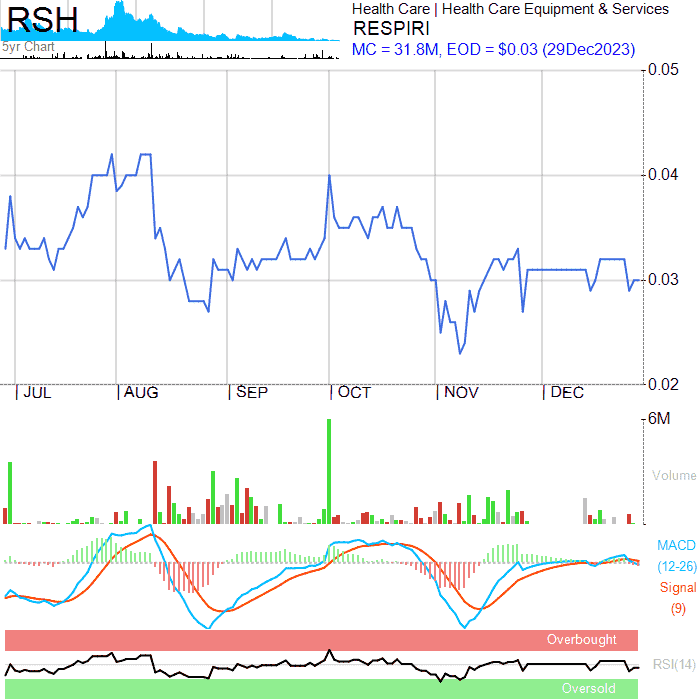 RSH
5yr Chart
Health Care | Health Care Equipment & Services
RESPIRI
MC = 31.8M, EOD = $0.03 (29Dec2023)
0.05
0.04
0.03
0.02
| JUL | AUG | SEP | OCT | NOV | DEC
6M
Volume
MACD
(12-26)
Signal
(9)
Overbought
RSI(14)
Oversold